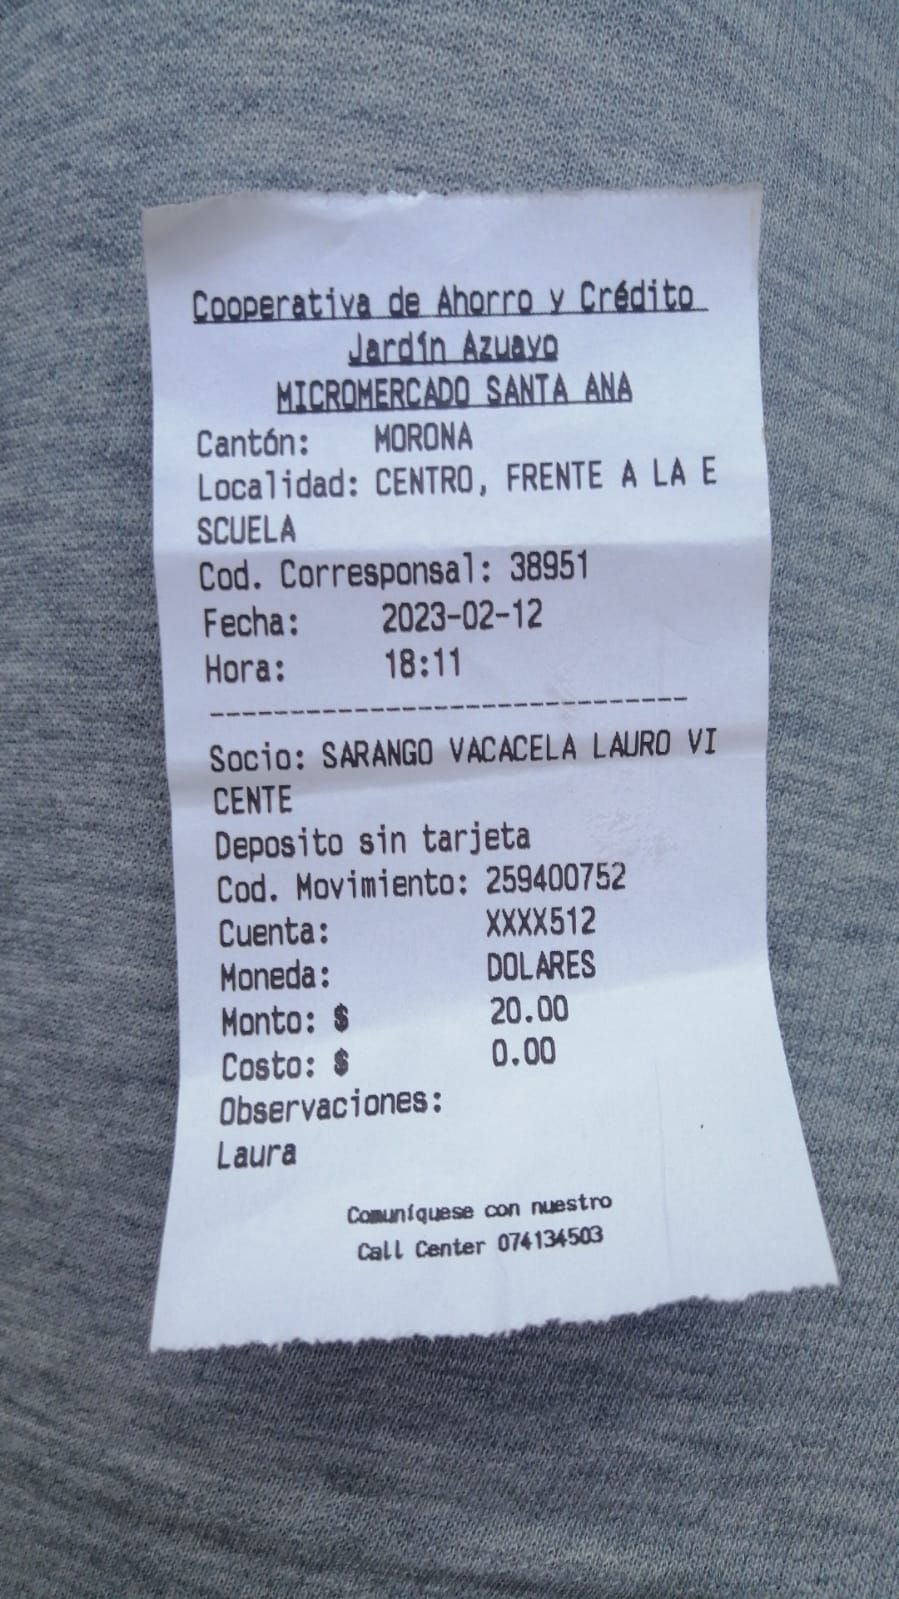 Cooperativa de Ahorro y Crédito
Jardín Azuayo
MICROMERCADO SANTA ANA
Cantón: MORONA
Localidad: CENTRO, FRENTE A LA E
SCUELA
Cod. Corresponsal: 38951
Fecha: 2023-02-12
Hora: 18:11
------------------------------
Socio: SARANGO VACACELA LAURO VI
CENTE
Deposito sin tarjeta
Cod. Movimiento: 259400752
Cuenta: XXXX512
Moneda: DOLARES
Monto: $ 20.00
Costo: $ 0.00
Observaciones:
Laura
Comuníquese con nuestro
Call Center 074134503